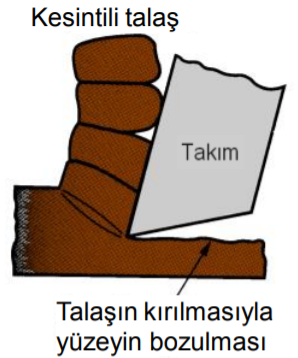 Kesintili talaş
Takım
Talaşın kırılmasıyla
yüzeyin bozulması